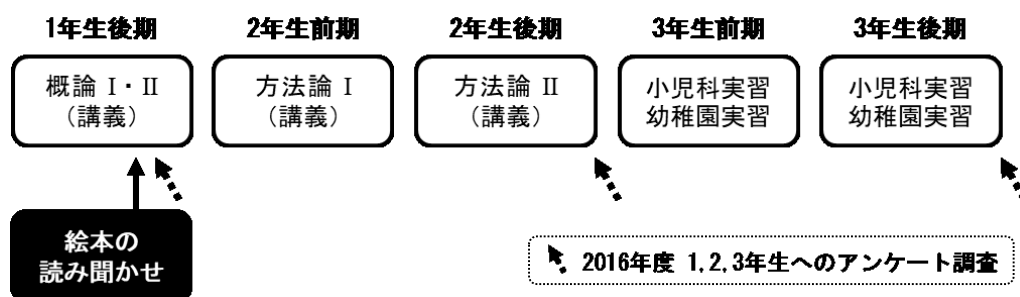 1年生後期
2年生前期
2年生後期
3年生前期
3年生後期
概論 I・II
（講義）
方法論 I
（講義）
方法論 II
（講義）
小児科実習
幼稚園実習
小児科実習
幼稚園実習
絵本の
読み聞かせ
2016年度 1,2,3年生へのアンケート調査